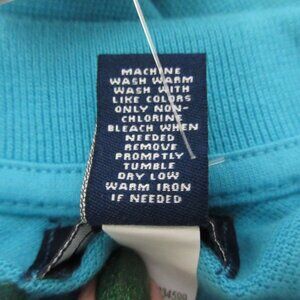 MACHINE
WASH WARM
WASH WITH
LIKE COLORS
ONLY NON-
CHLORINE
BLEACH WHEN
NEEDED
REMOVE
PROMPTLY
TUMBLE
DRY LOW
WARM IRON
IF NEEDED